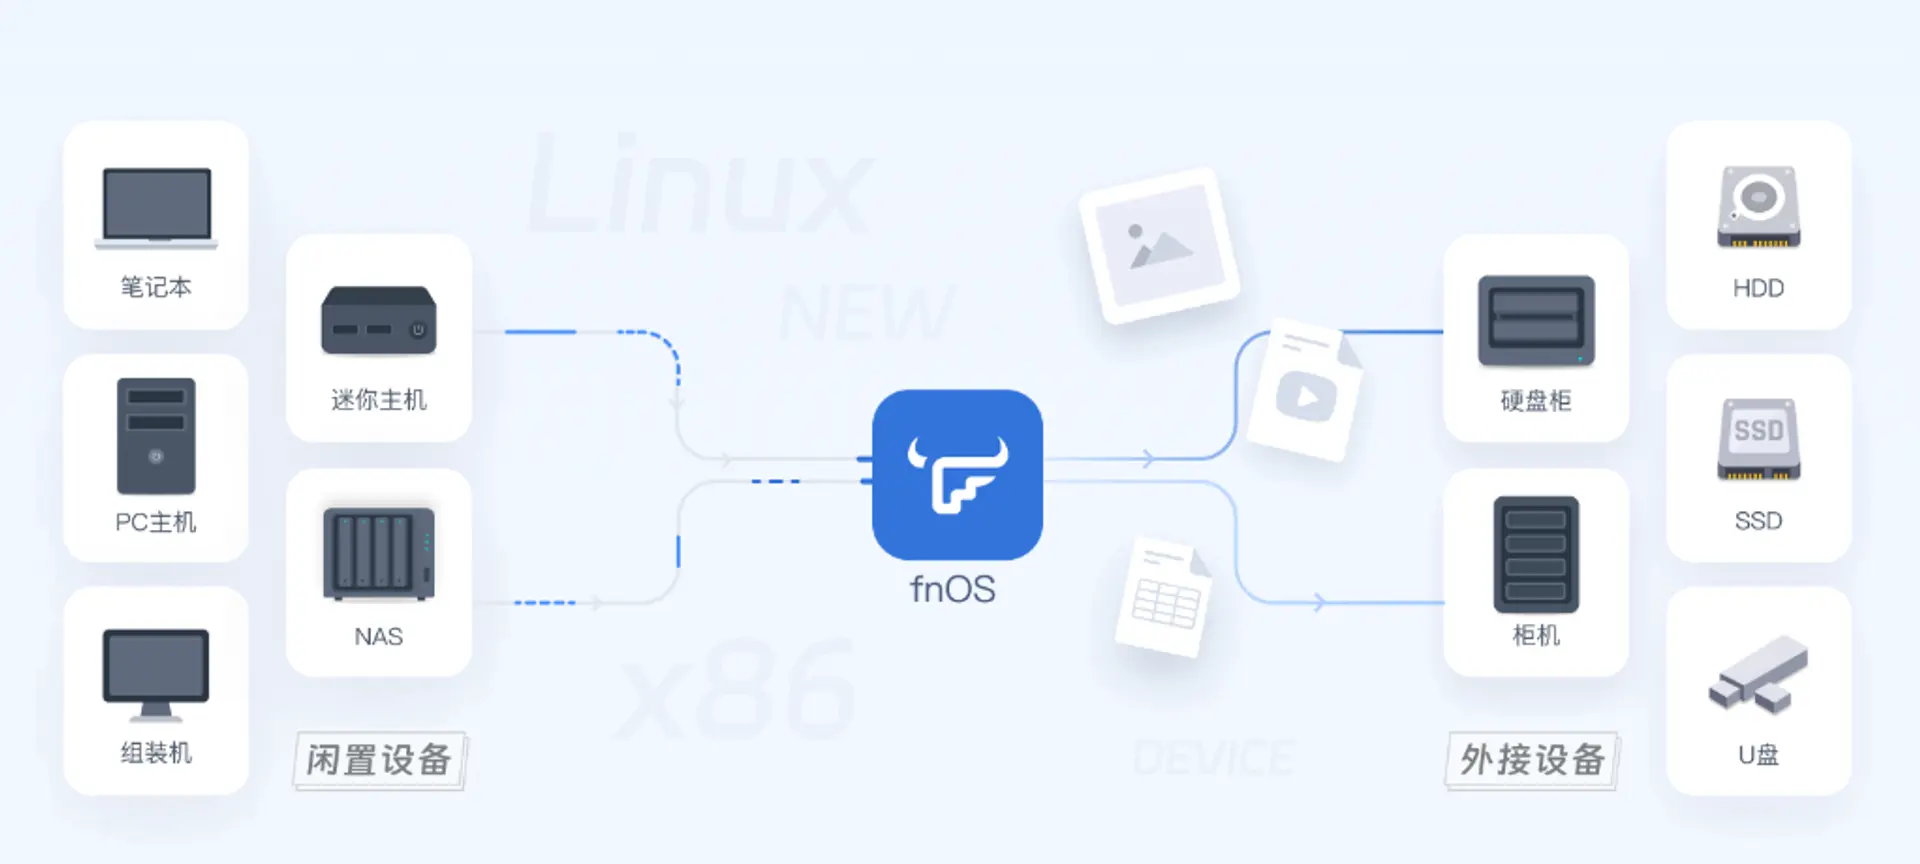 Linux
NEW
x86
DEVICE
笔记本
PC主机
组装机
迷你主机
NAS
闲置设备
fnOS
硬盘柜
柜机
外接设备
HDD
SSD
SSD
U盘